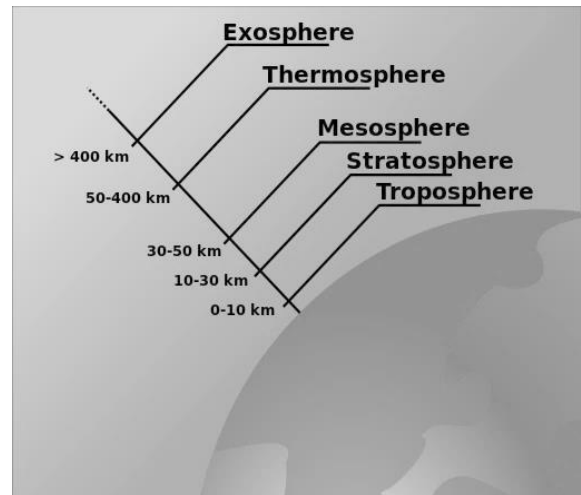 Exosphere
Thermosphere
Mesosphere
Stratosphere
Troposphere
> 400 km
50-400 km
30-50 km
10-30 km
0-10 km